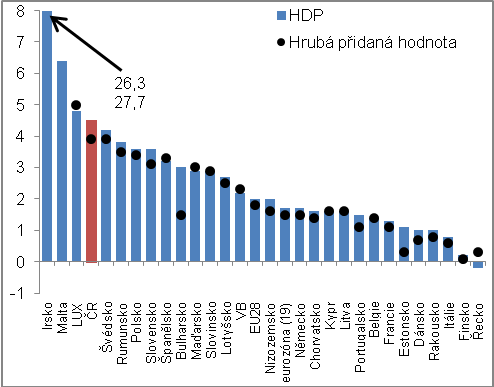 8
7
6
5
4
3
2
1
0
-1
HDP
Hrubá přidaná hodnota
26,3
27,7
Irsko
Malta
LUX
ČR
Švédsko
Rumunsko
Polsko
Slovensko
Španělsko
Bulharsko
Maďarsko
Slovinsko
Lotyšsko
VB
EU28
Nizozemsko
eurozóna (19)
Německo
Chorvatsko
Kypr
Litva
Portugalsko
Belgie
Francie
Estonsko
Dánsko
Rakousko
Itálie
Finsko
Řecko